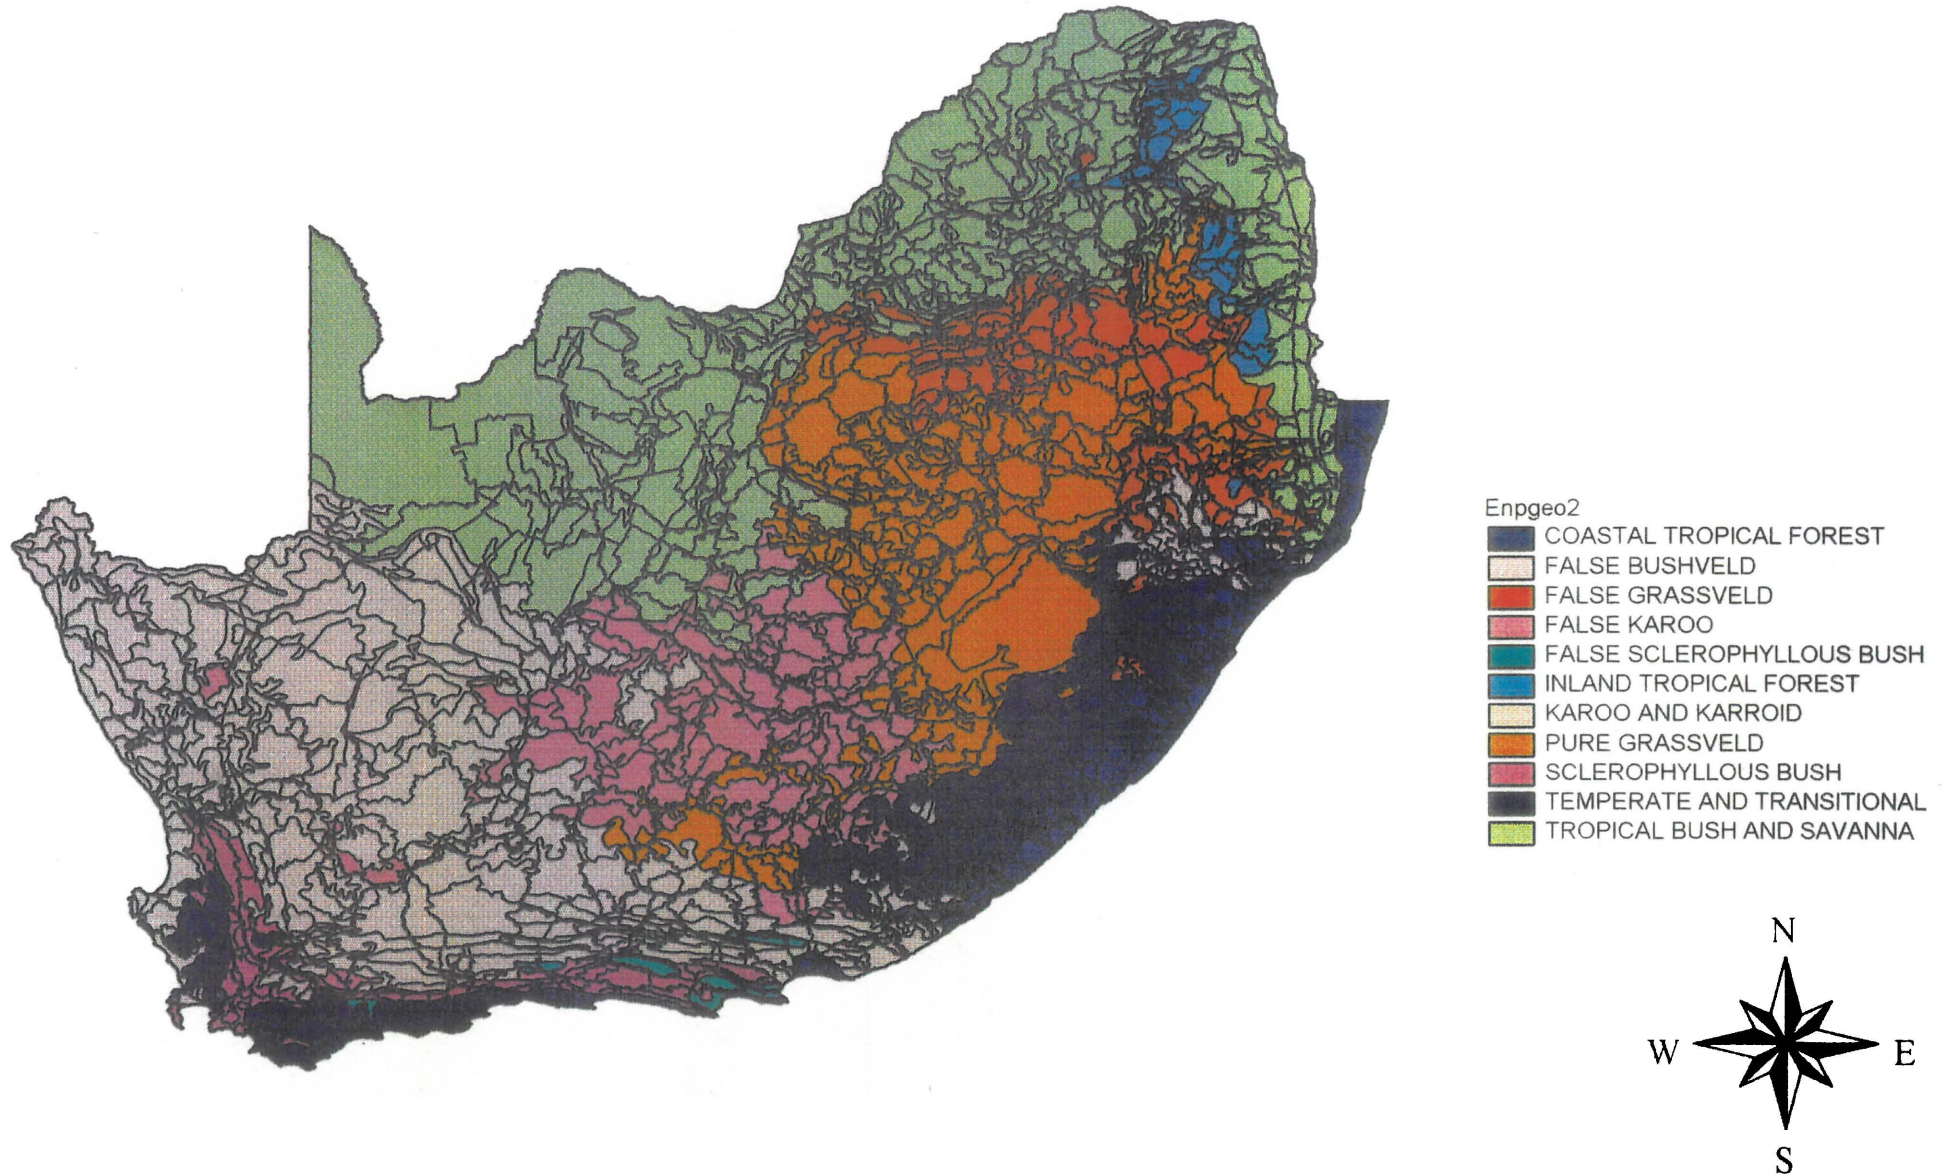 Enpgeo2
COASTAL TROPICAL FOREST
FALSE BUSHVELD
FALSE GRASSVELD
FALSE KAROO
FALSE SCLEROPHYLLOUS BUSH
INLAND TROPICAL FOREST
KAROO AND KARROID
PURE GRASSVELD
SCLEROPHYLLOUS BUSH
TEMPERATE AND TRANSITIONAL
TROPICAL BUSH AND SAVANNA
N
W E
S